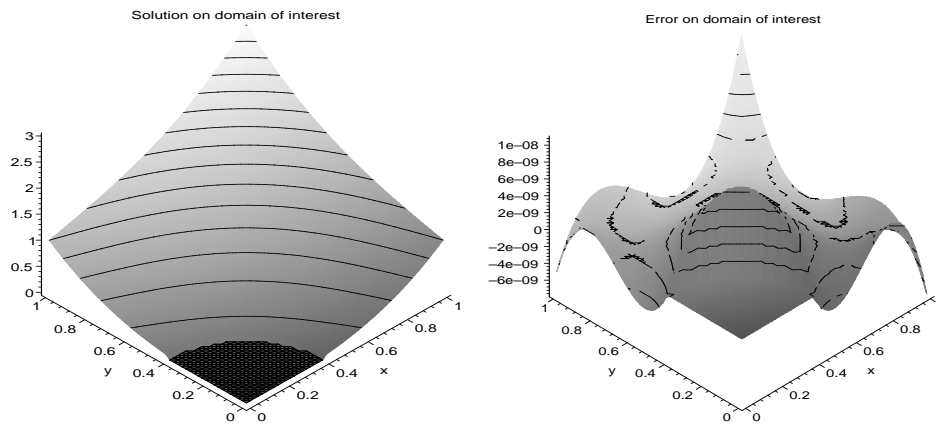 Solution on domain of interest
3
2.5
2
1.5
1
0.5
0
1
0.8
0.6
y
0.4
0.2
0
0
0.2
0.4
x
0.6
0.8
1
Error on domain of interest
1e–08
8e–09
6e–09
4e–09
2e–09
0
–2e–09
–4e–09
–6e–09
1
0.8
0.6
y
0.4
0.2
0
0
0.2
0.4
x
0.6
0.8